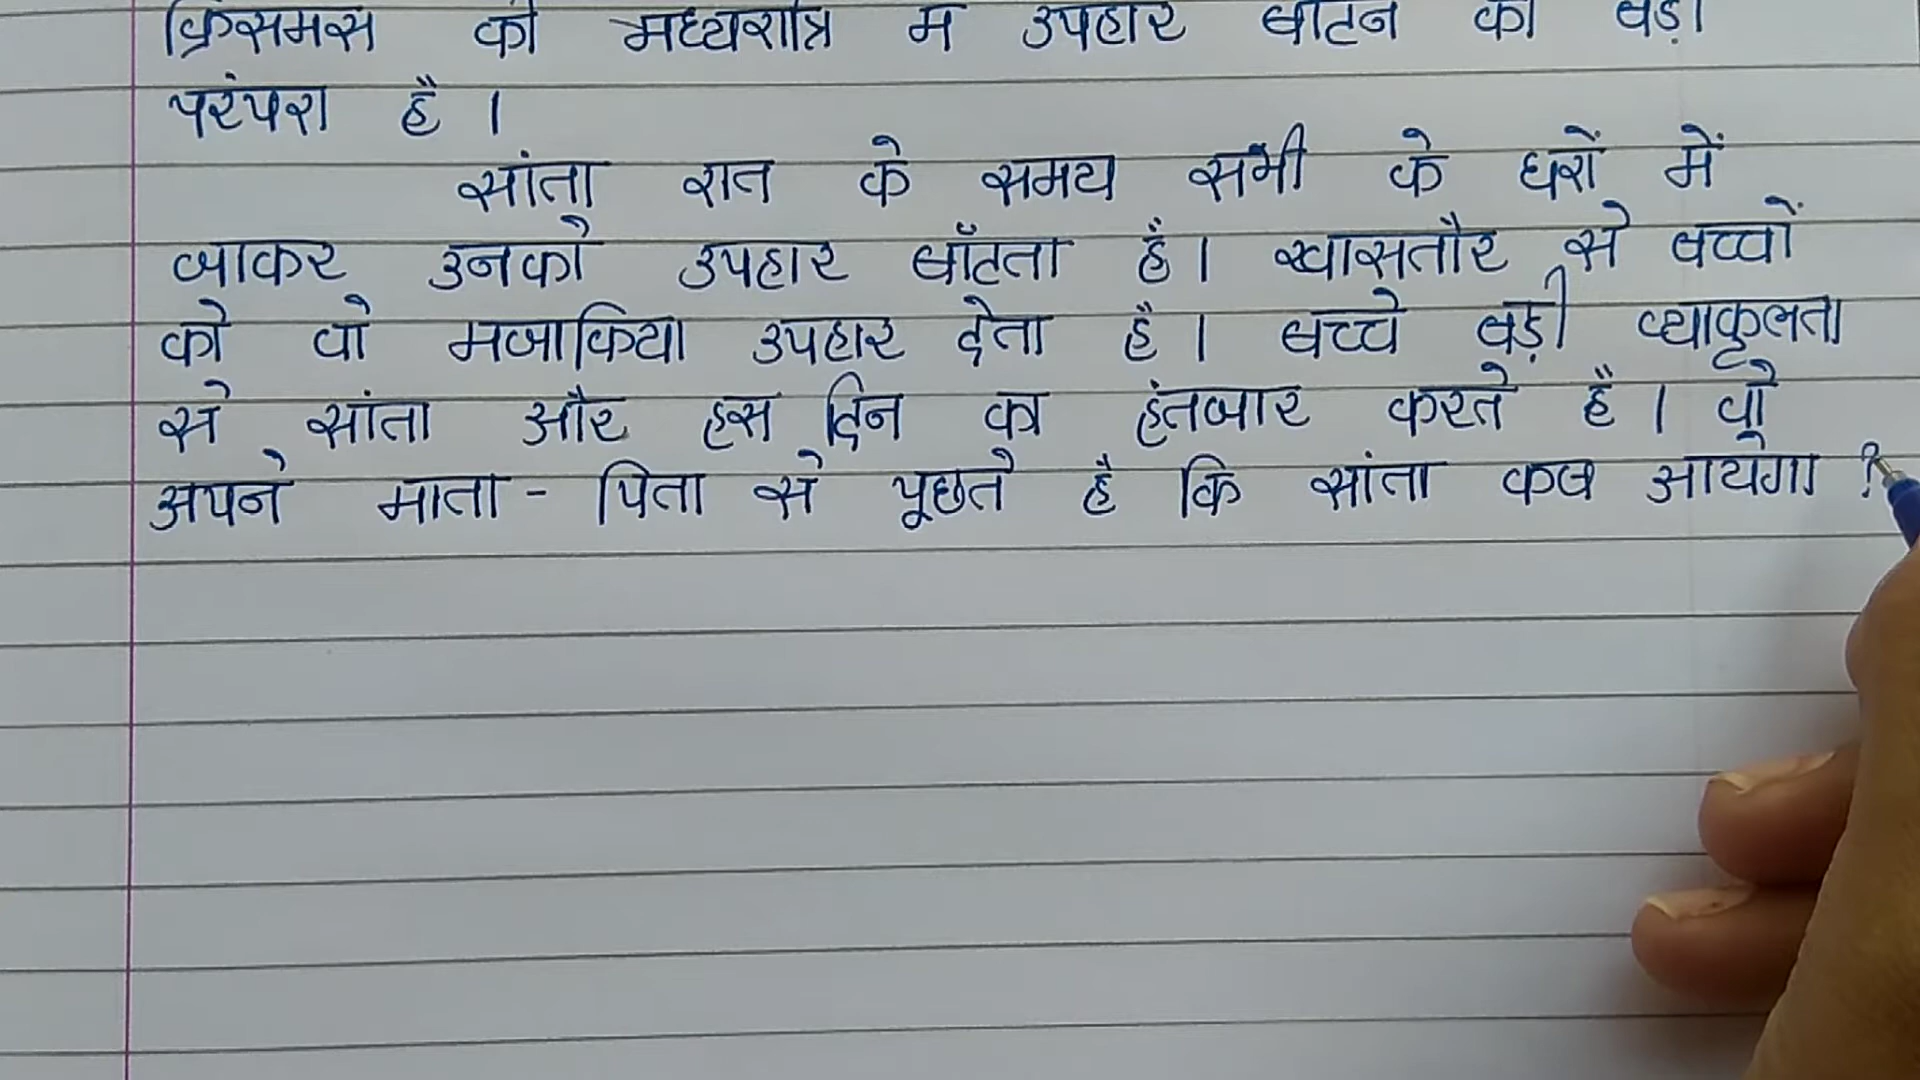 क्रिसमस की मध्यरात्रि में उपहार बाँटने की बड़ी
परंपरा है ।
सांता रात के समय सभी के घरों में
जाकर उनको उपहार बाँटता है । खासतौर से बच्चों
को वो मजाकिया उपहार देता है । बच्चे बड़ी व्याकुलता
से सांता और इस दिन का इंतजार करते है । वो
अपने माता - पिता से पूछते है कि सांता कब आयेगा ?